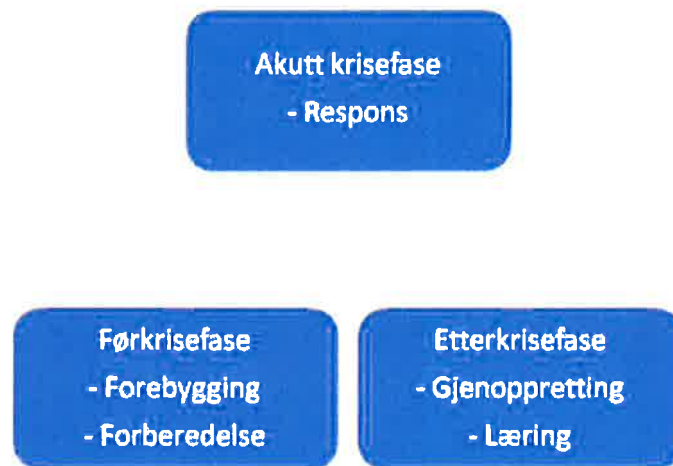 Akutt krisefase
- Respons
Førkrisefase
- Forebygging
- Forberedelse
Etterkrisefase
- Gjenoppretting
- Læring